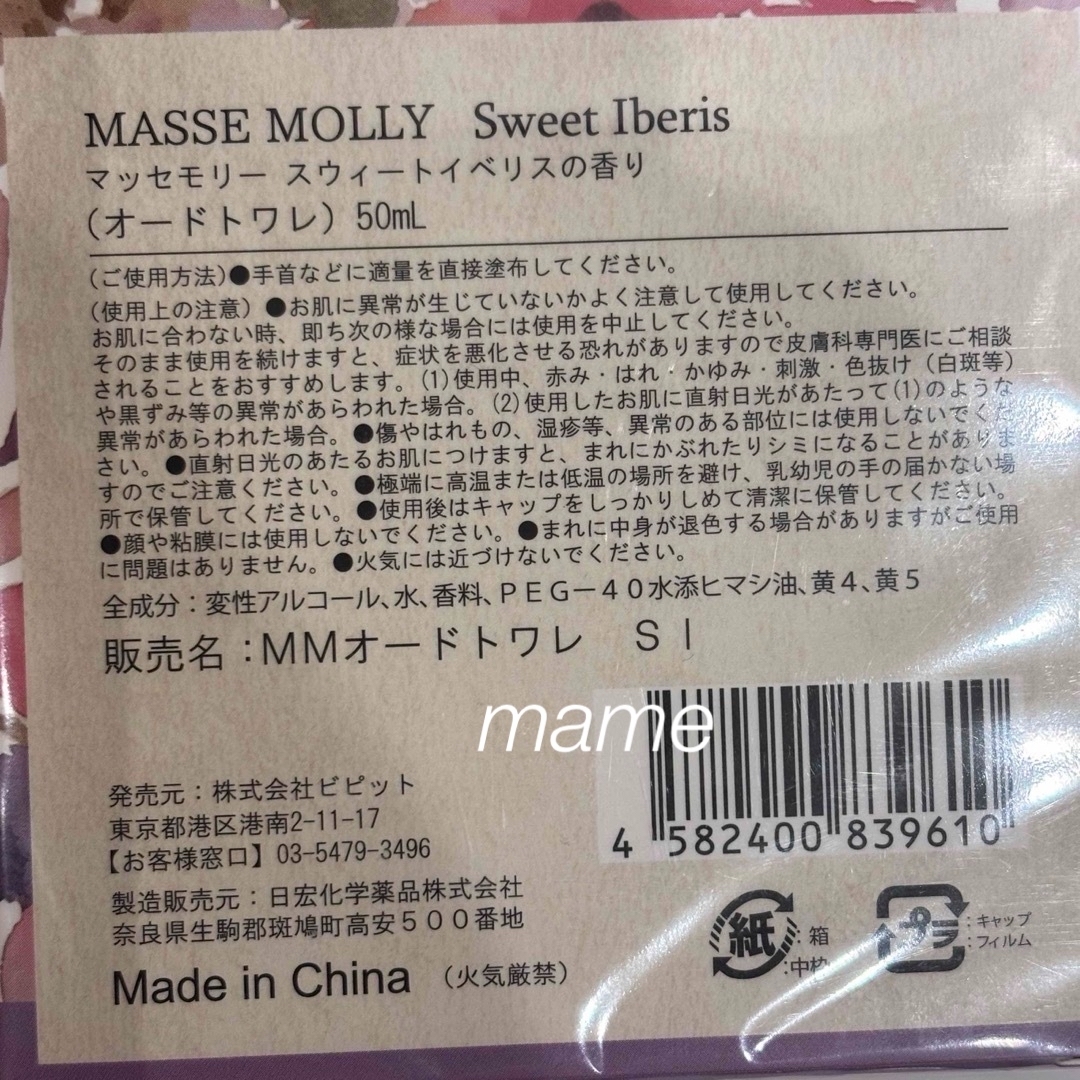 MASSE MOLLY Sweet Iberis
マッセモリー スウィートイベリスの香り
（オードトワレ）50mL
(ご使用方法)●手首などに適量を直接塗布してください。
(使用上の注意) ●お肌に異常が生じていないかよく注意して使用してください。
お肌に合わない時、即ち次の様な場合には使用を中止してください。
そのまま使用を続けますと、症状を悪化させる恐れがありますので皮膚科専門医にご相談
されることをおすすめします。(1)使用中、赤み・はれ・かゆみ・刺激・色抜け（白斑等）
や黒ずみ等の異常があらわれた場合。(2)使用したお肌に直射日光があたって(1)のような
異常があらわれた場合。●傷やはれもの、湿疹等、異常のある部位には使用しないでくだ
さい。●直射日光のあたるお肌につけますと、まれにかぶれたりシミになることがありま
すのでご注意ください。●極端に高温または低温の場所を避け、乳幼児の手の届かない場
所で保管してください。●使用後はキャップをしっかりしめて清潔に保管してください。
●顔や粘膜には使用しないでください。●まれに中身が退色する場合がありますがご使用
に問題はありません。●火気には近づけないでください。
全成分：変性アルコール、水、香料、ＰＥＧ－４０水添ヒマシ油、黄４、黄５
販売名：ＭＭオードトワレ　ＳＩ
mame
発売元：株式会社ビピット
東京都港区港南2-11-17
【お客様窓口】03-5479-3496
4 582400 839610
製造販売元：日宏化学薬品株式会社
奈良県生駒郡斑鳩町高安５００番地
紙 ：箱
：中枠
プラ ：キャップ
：フィルム
Made in China （火気厳禁）